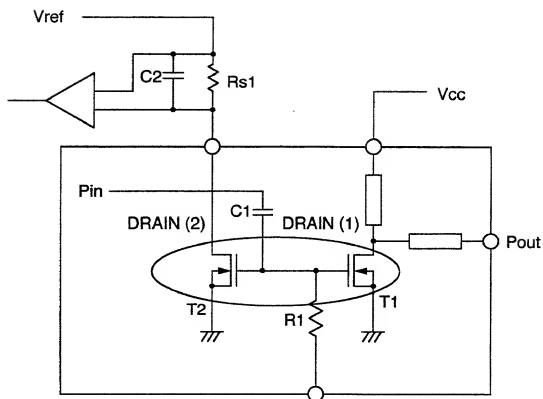 Vref
C2
Rs1
Vcc
Pin
C1
DRAIN (2)
DRAIN (1)
Pout
T2
R1
T1